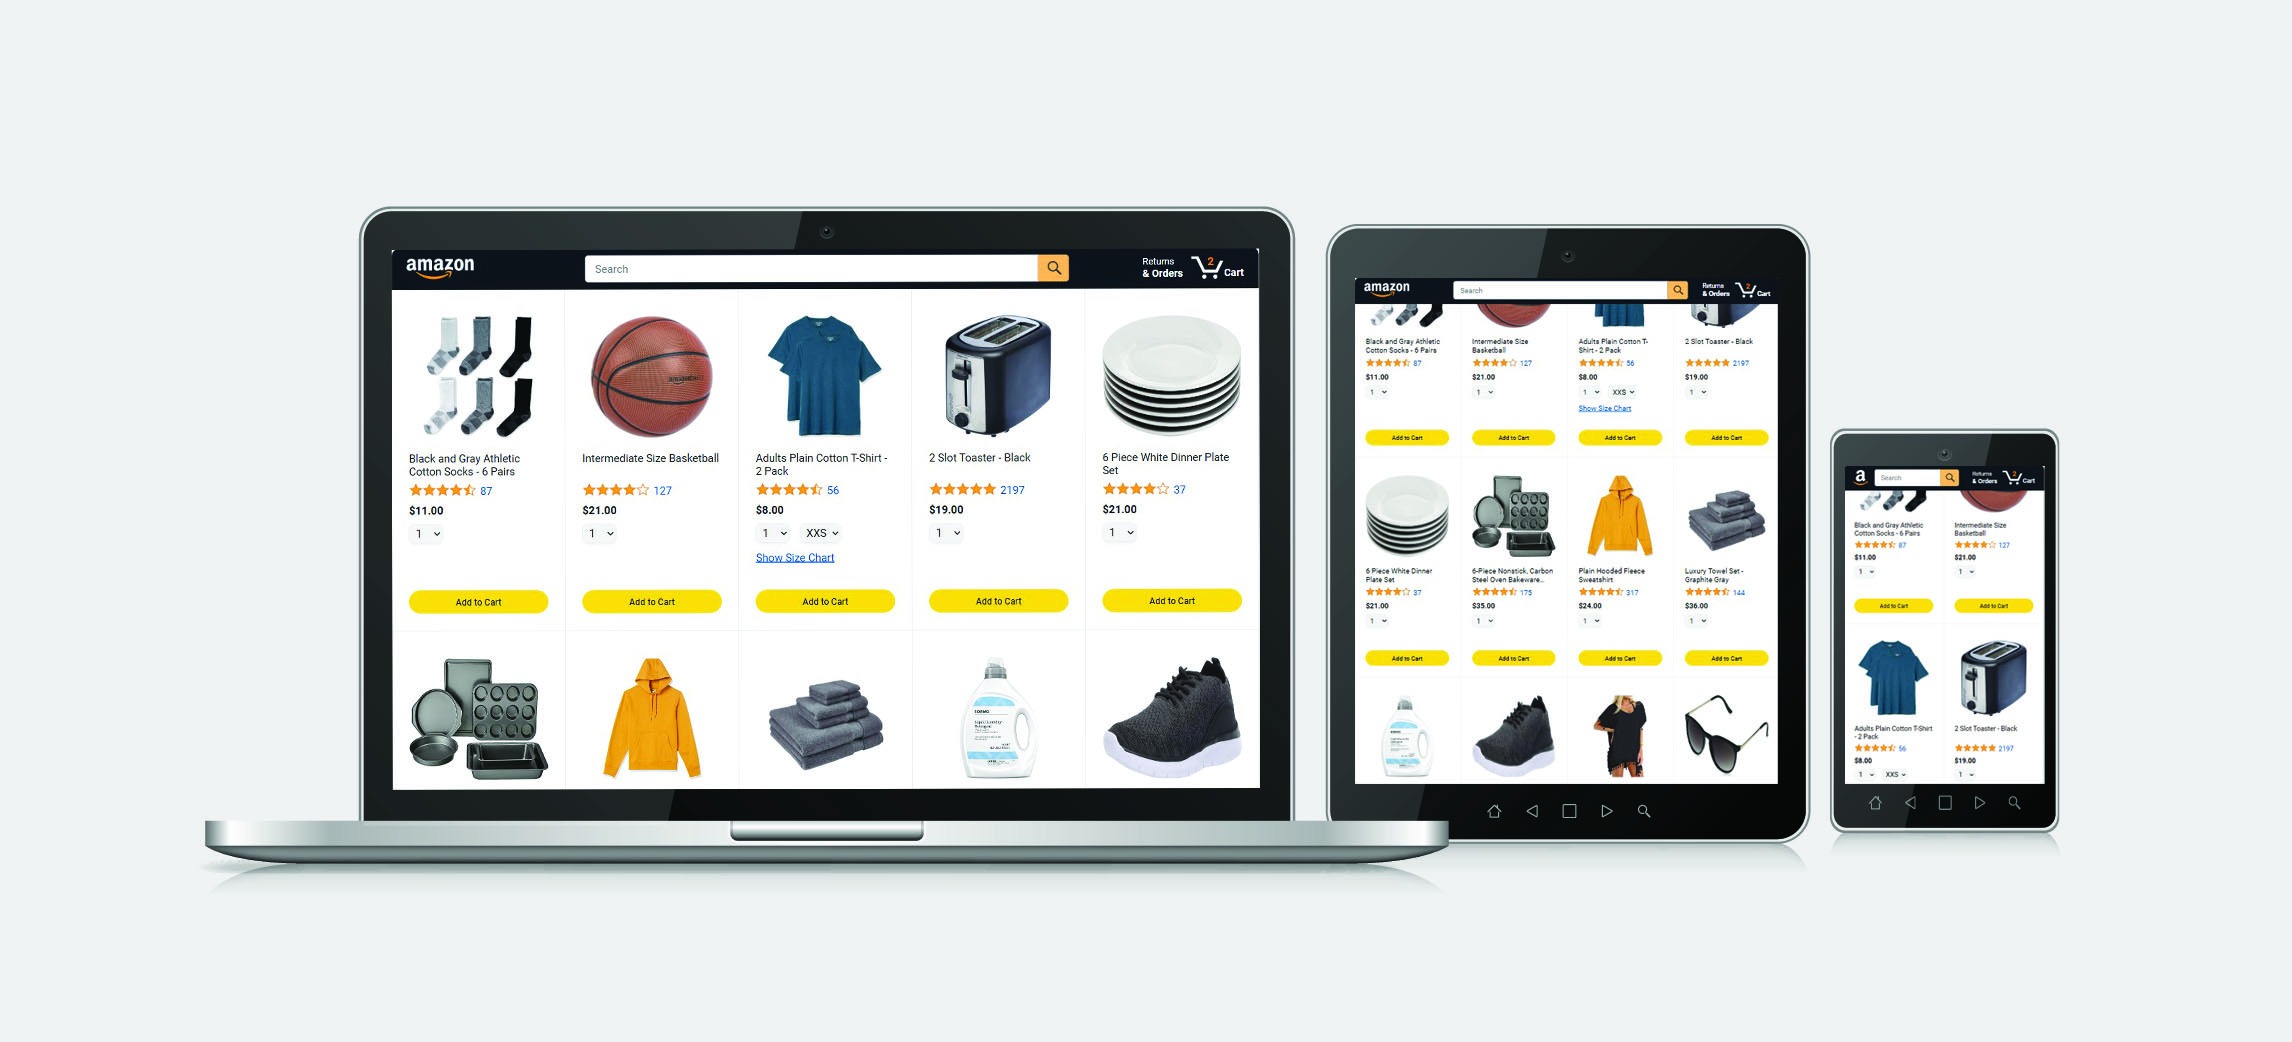 amazon
Search
Returns
& Orders
2
Cart
Black and Gray Athletic
Cotton Socks - 6 Pairs
87
$11.00
1
Add to Cart
Intermediate Size Basketball
127
$21.00
1
Add to Cart
Adults Plain Cotton T-Shirt -
2 Pack
56
$8.00
1 XXS
Show Size Chart
Add to Cart
2 Slot Toaster - Black
2197
$19.00
1
Add to Cart
6 Piece White Dinner Plate
Set
37
$21.00
1
Add to Cart
amazon
Search
Returns
& Orders
2
Cart
Black and Gray Athletic
Cotton Socks - 6 Pairs
87
$11.00
1
Add to Cart
Intermediate Size
Basketball
127
$21.00
1
Add to Cart
Adults Plain Cotton T-
Shirt - 2 Pack
56
$8.00
1 XXS
Show Size Chart
Add to Cart
2 Slot Toaster - Black
2197
$19.00
1
Add to Cart
6 Piece White Dinner
Plate Set
37
$21.00
1
Add to Cart
6-Piece Nonstick, Carbon
Steel Oven Bakeware...
175
$35.00
1
Add to Cart
Plain Hooded Fleece
Sweatshirt
317
$24.00
1
Add to Cart
Luxury Towel Set -
Graphite Gray
144
$36.00
1
Add to Cart
a
Search
Returns
& Orders
2
Cart
Black and Gray Athletic
Cotton Socks - 6 Pairs
87
$11.00
1
Add to Cart
Intermediate Size
Basketball
127
$21.00
1
Add to Cart
Adults Plain Cotton T-Shirt
- 2 Pack
56
$8.00
1 XXS
2 Slot Toaster - Black
2197
$19.00
1